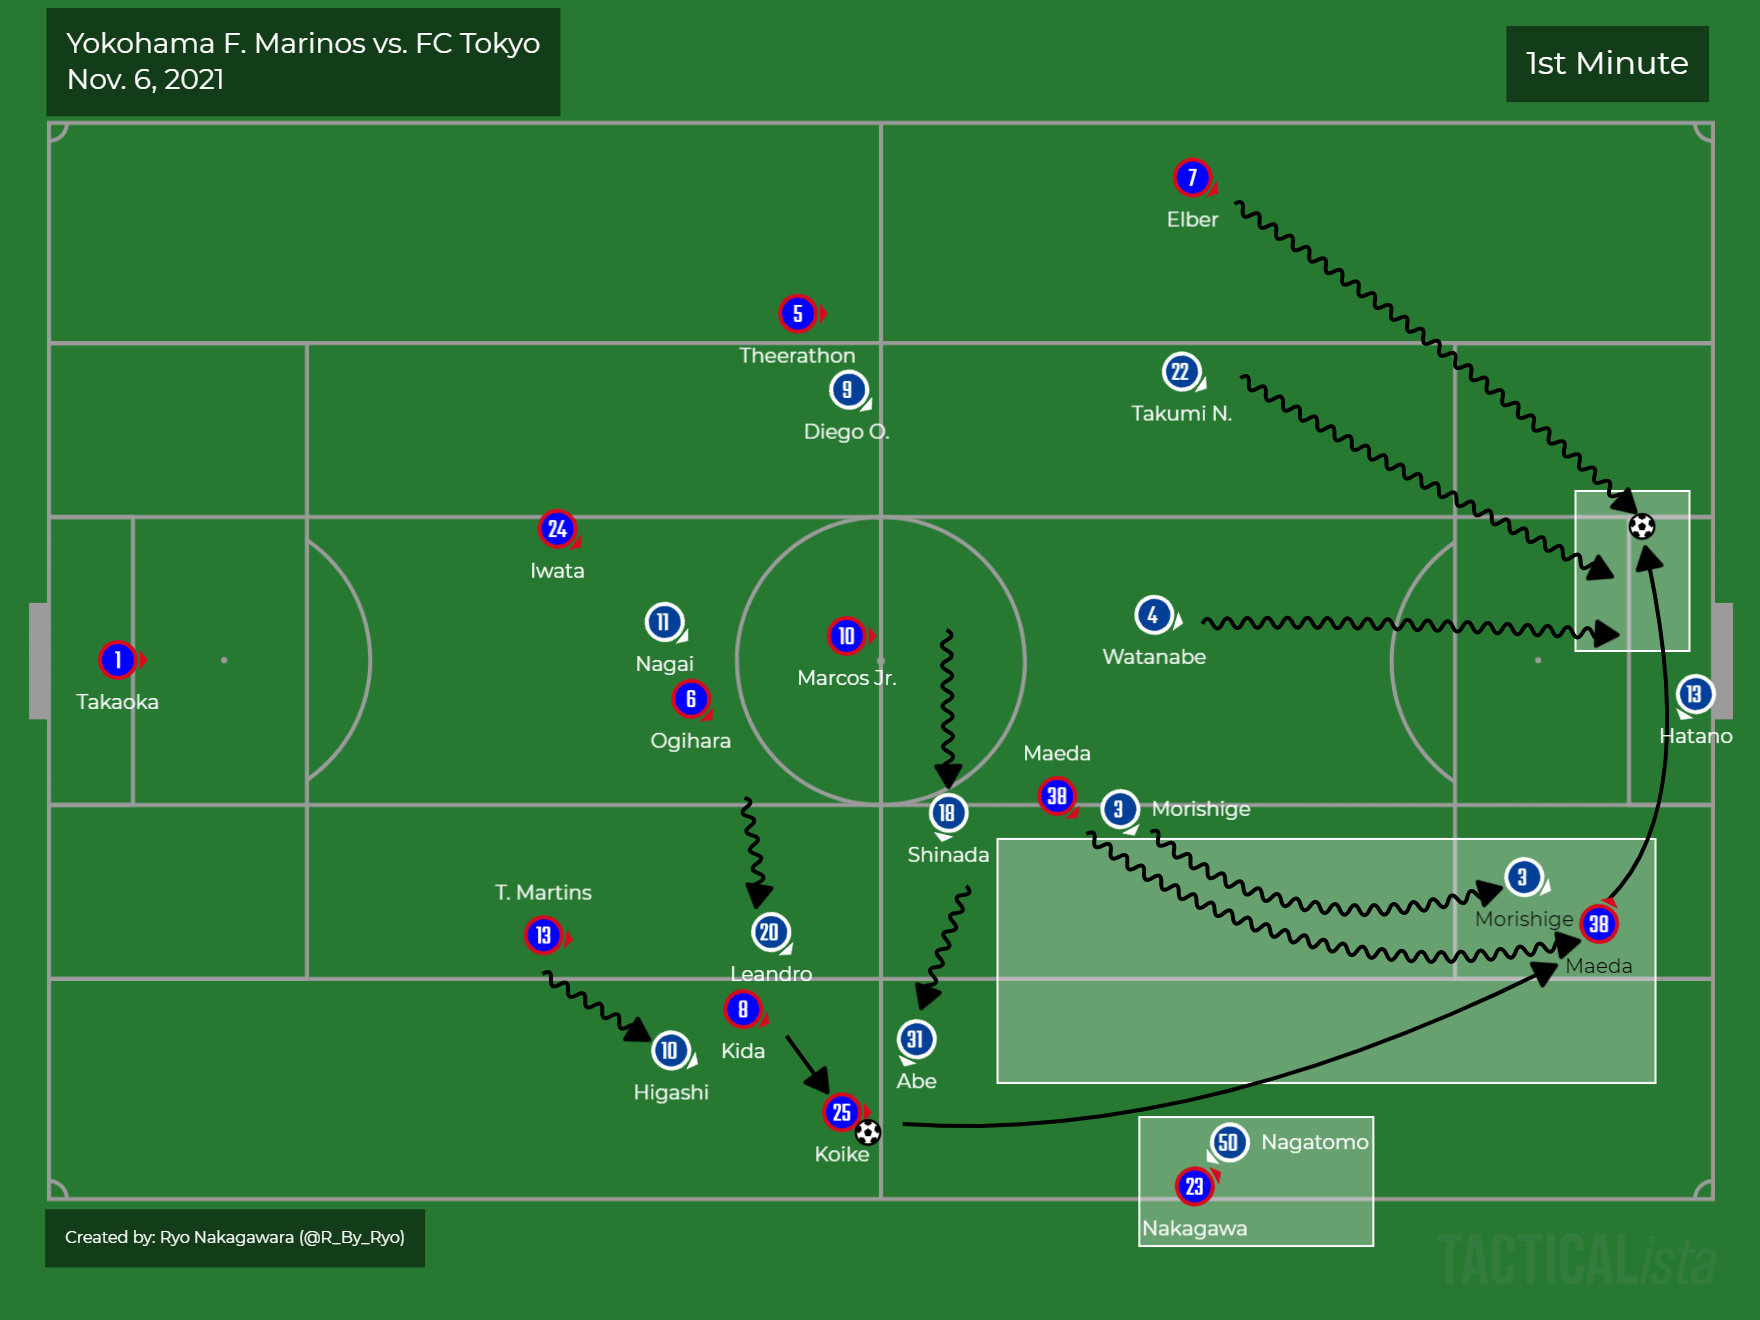 Yokohama F. Marinos vs. FC Tokyo
Nov. 6, 2021
1st Minute
7
Elber
5
Theerathon
9
Diego O.
22
Takumi N.
24
Iwata
11
Nagai
10
Marcos Jr.
4
Watanabe
1
Takaoka
6
Ogihara
13
Hatano
Maeda
38
3
Morishige
18
Shinada
T. Martins
13
20
Leandro
3
Morishige
38
Maeda
8
Kida
10
Higashi
31
Abe
25
Koike
50
Nagatomo
23
Nakagawa
Created by: Ryo Nakagawara (@R_By_Ryo)
TACTICALista